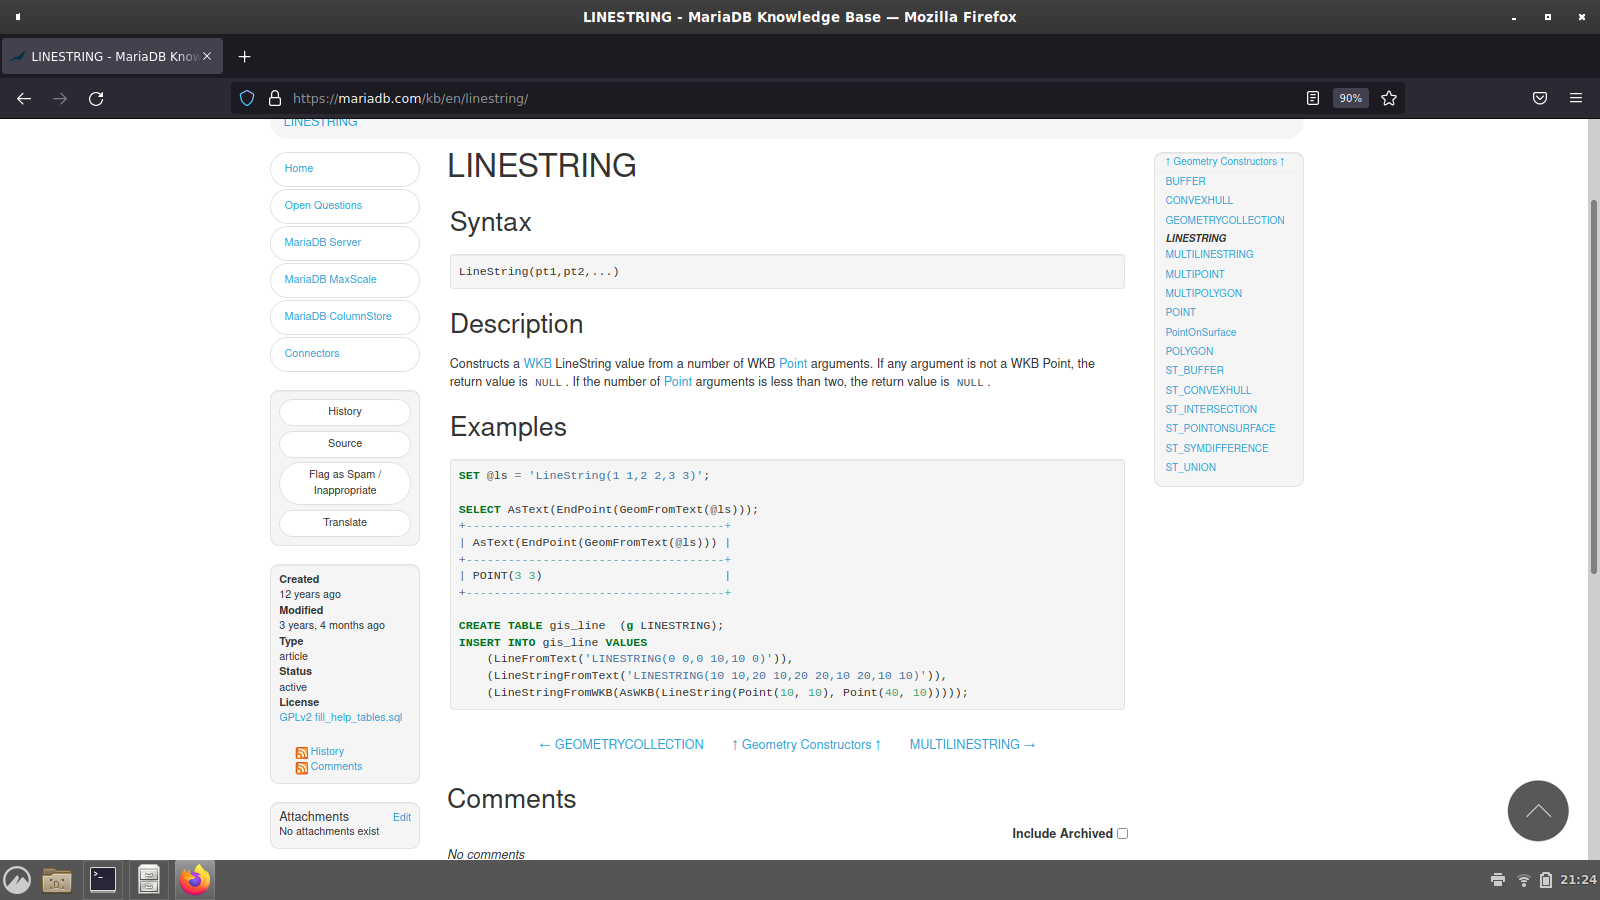 LINESTRING - MariaDB Knowledge Base — Mozilla Firefox
LINESTRING - MariaDB Know
https://mariadb.com/kb/en/linestring/
90%
LINESTRING
Home
Open Questions
MariaDB Server
MariaDB MaxScale
MariaDB ColumnStore
Connectors
History
Source
Flag as Spam /
Inappropriate
Translate
Created
12 years ago
Modified
3 years, 4 months ago
Type
article
Status
active
License
GPLv2 fill_help_tables.sql
History
Comments
Attachments Edit
No attachments exist
LINESTRING
Syntax
LineString(pt1,pt2,...)
Description
Constructs a WKB LineString value from a number of WKB Point arguments. If any argument is not a WKB Point, the
return value is NULL. If the number of Point arguments is less than two, the return value is NULL.
Examples
SET @ls = 'LineString(1 1,2 2,3 3)';
SELECT AsText(EndPoint(GeomFromText(@ls)));
+-------------------------------------+
| AsText(EndPoint(GeomFromText(@ls))) |
+-------------------------------------+
| POINT(3 3)                          |
+-------------------------------------+
CREATE TABLE gis_line  (g LINESTRING);
INSERT INTO gis_line VALUES
    (LineFromText('LINESTRING(0 0,0 10,10 0)')),
    (LineStringFromText('LINESTRING(10 10,20 10,20 20,10 20,10 10)')),
    (LineStringFromWKB(AsWKB(LineString(Point(10, 10), Point(40, 10)))));
← GEOMETRYCOLLECTION ↑ Geometry Constructors ↑ MULTILINESTRING →
Comments
Include Archived
No comments
↑ Geometry Constructors ↑
BUFFER
CONVEXHULL
GEOMETRYCOLLECTION
LINESTRING
MULTILINESTRING
MULTIPOINT
MULTIPOLYGON
POINT
PointOnSurface
POLYGON
ST_BUFFER
ST_CONVEXHULL
ST_INTERSECTION
ST_POINTONSURFACE
ST_SYMDIFFERENCE
ST_UNION
21:24